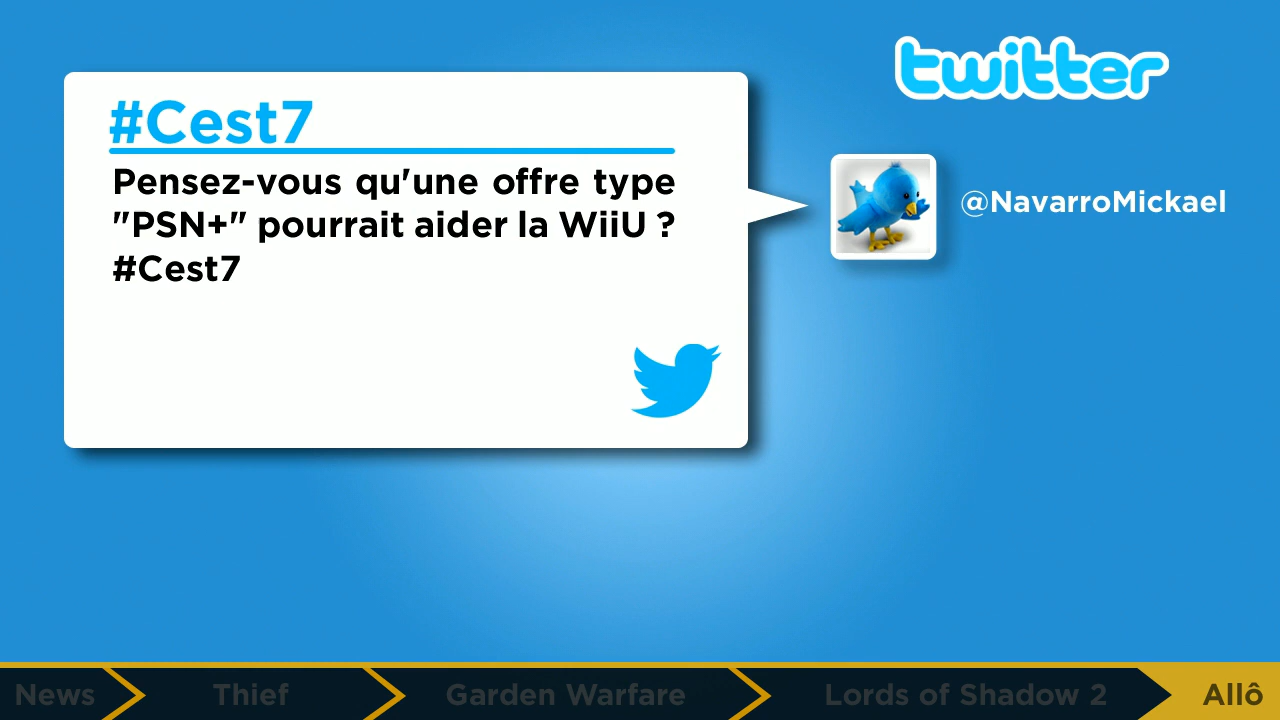 twitter
#Cest7
Pensez-vous qu'une offre type
"PSN+" pourrait aider la WiiU ?
#Cest7
@NavarroMickael
News
Thief
Garden Warfare
Lords of Shadow 2
Allô